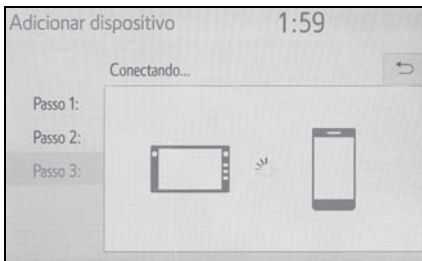 Adicionar dispositivo 1:59
Conectando...
Passo 1:
Passo 2:
Passo 3: